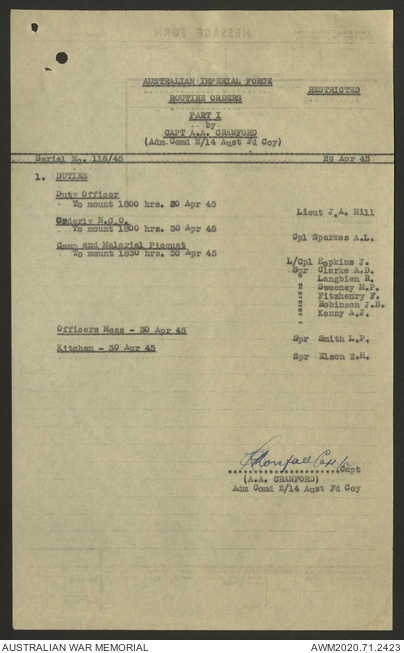 MESSAGE FORM
AUSTRALIAN IMPERIAL FORCE
RESTRICTED
ROUTINE ORDERS
PART I
by
CAPT A.A. CRAWFORD
(Adm Comd 2/14 Aust Fd Coy)
Serial No. 116/45 29 Apr 45
1. DUTIES
Duty Officer
To mount 1800 hrs. 30 Apr 45 Lieut J.A. Hill
Orderly N.C.O.
To mount 1800 hrs. 30 Apr 45 Cpl Sparkes A.L.
Camp and Malarial Picquet
To mount 1830 hrs. 30 Apr 45 L/Cpl Hopkins J.
Spr Clarke A.D.
" Langbien R.
" Sweeney M.P.
" Fitzhenry F.
" Robinson J.H.
" Kenny A.J.
Officers Mess - 30 Apr 45 Spr Smith L.P.
Kitchen - 30 Apr 45 Spr Elson E.H.
Capt
(A.A. CRAWFORD)
Adm Comd 2/14 Aust Fd Coy
AUSTRALIAN WAR MEMORIAL AWM2020.71.2423